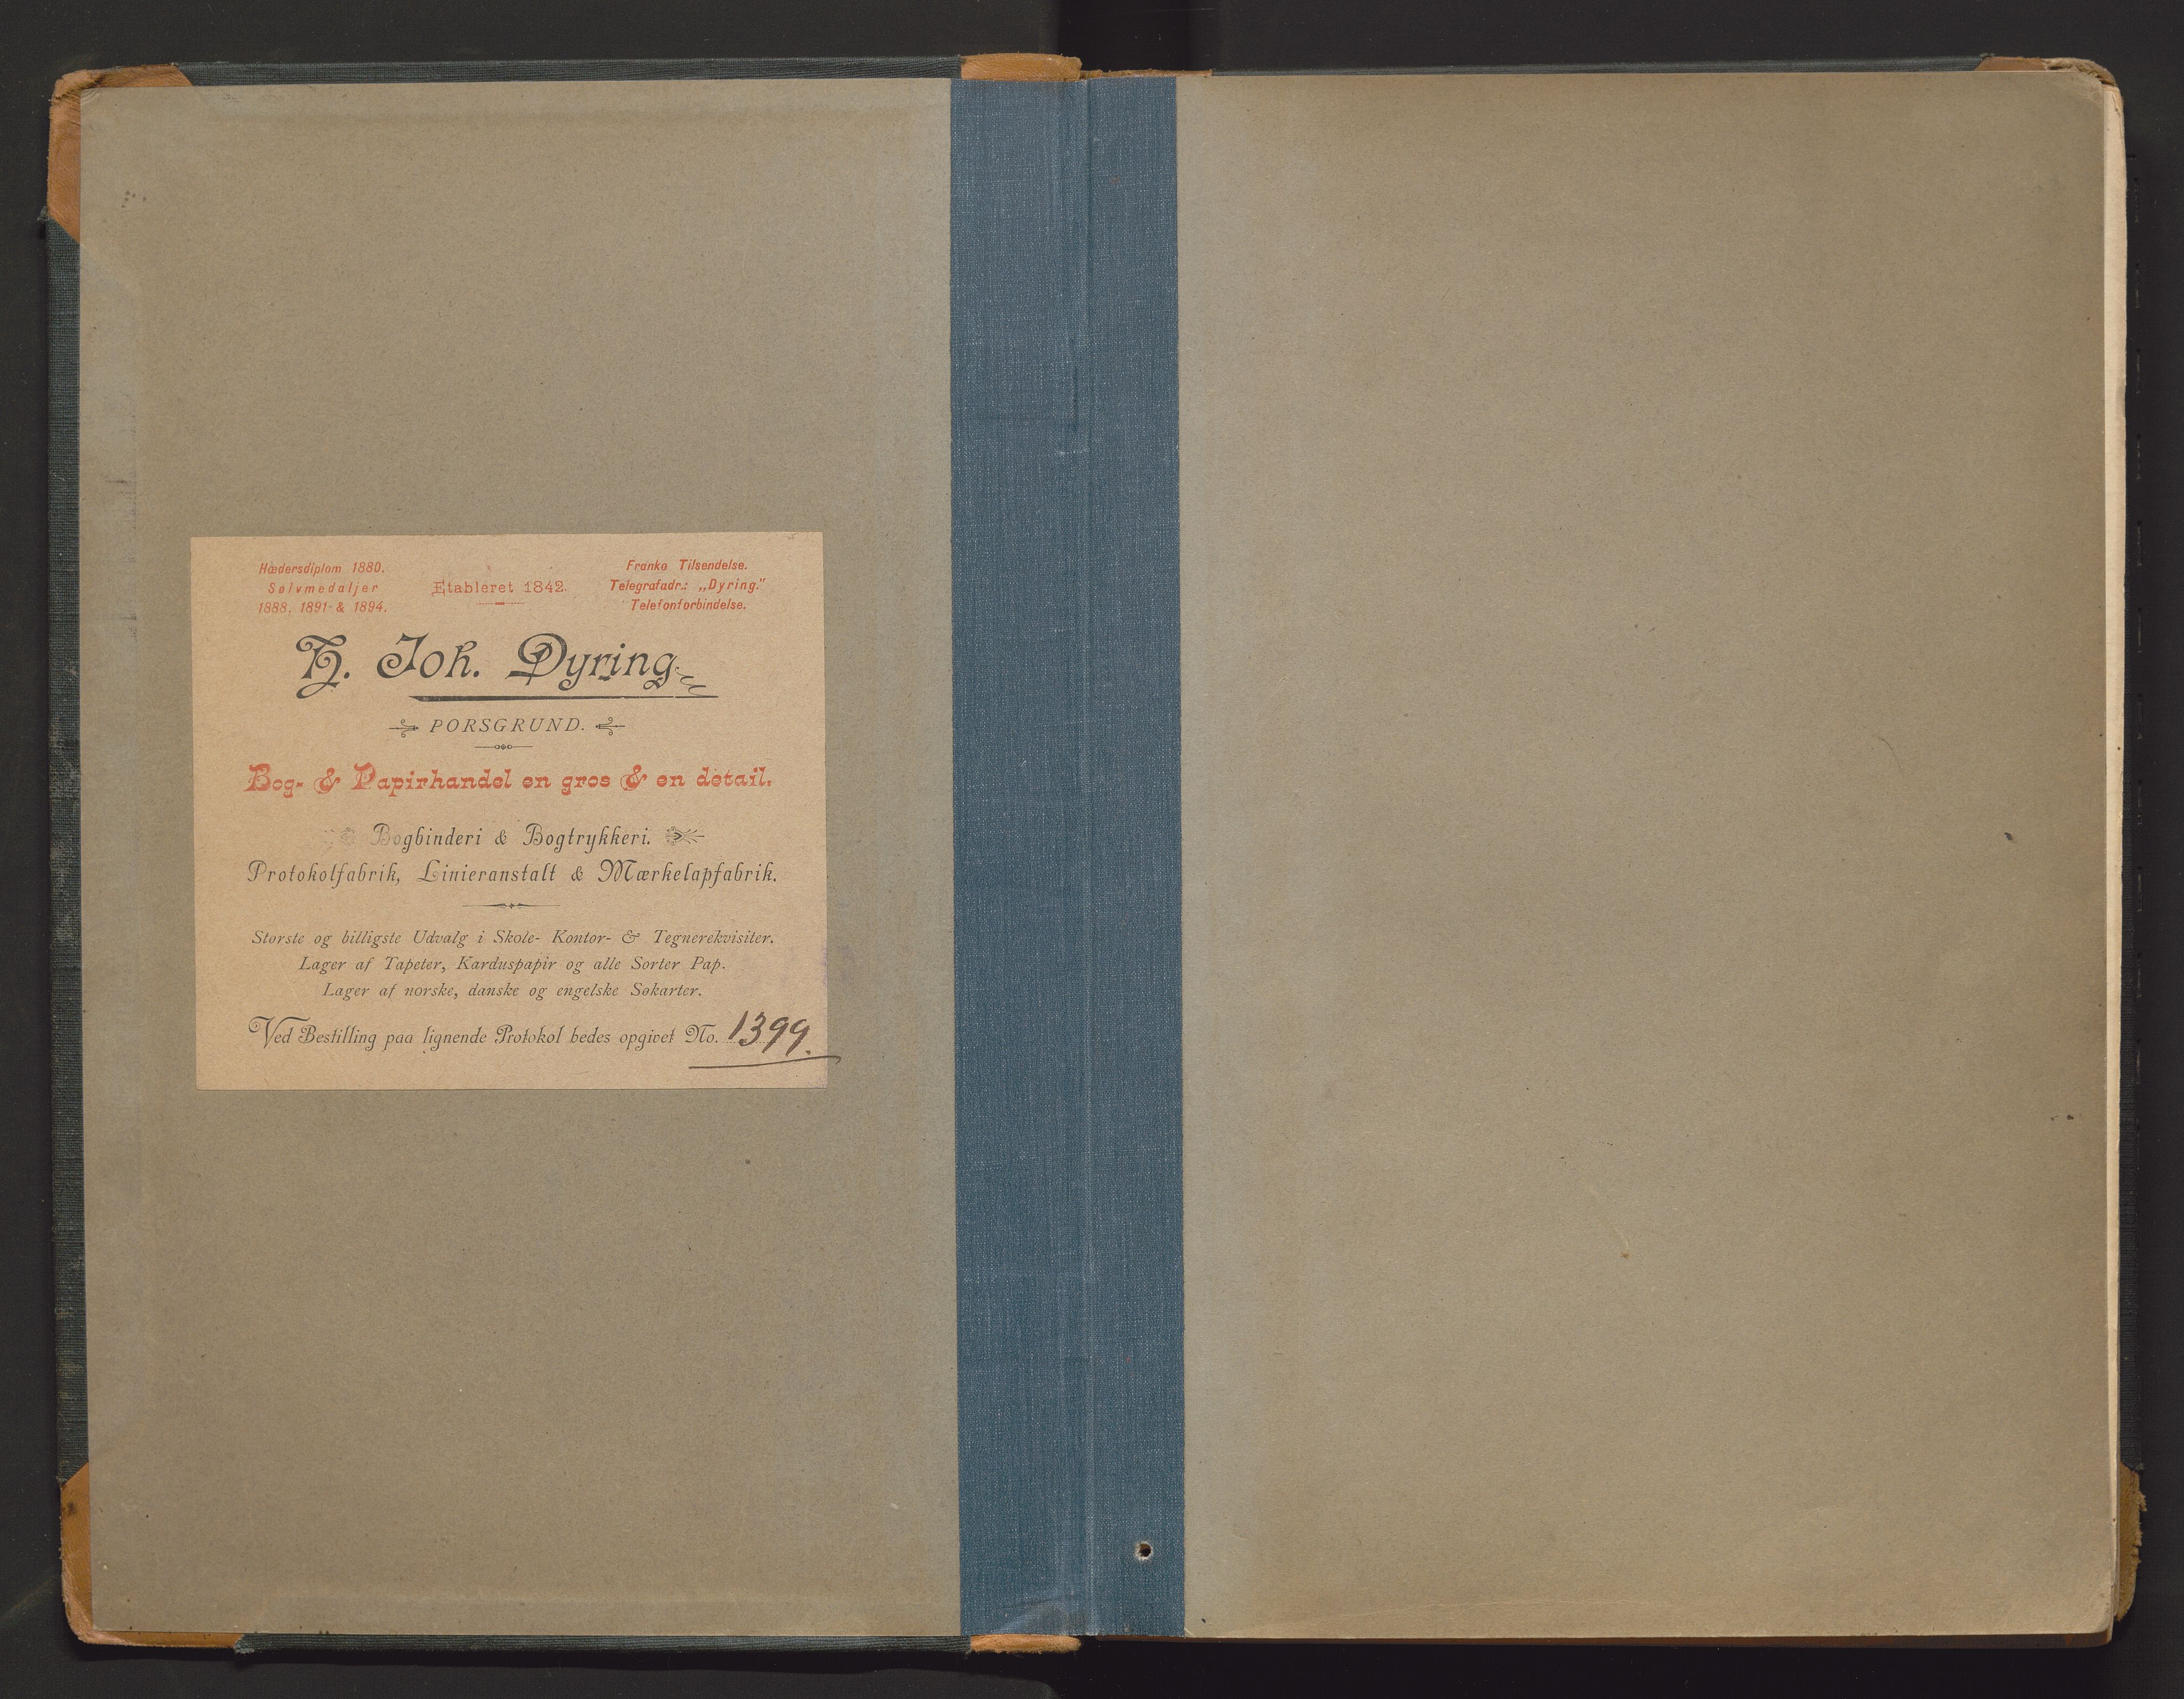 Hædersdiplom 1880.
Sølvmedaljer
1888, 1891 & 1894.
Etableret 1842.
Franko Tilsendelse.
Telegrafadr.: „Dyring.”
Telefonforbindelse.
H. Joh. Dyring
PORSGRUND.
Bog- & Papirhandel en gros & en detail.
Bogbinderi & Bogtrykkeri.
Protokolfabrik, Linieranstalt & Mærkelapfabrik.
Største og billigste Udvalg i Skole- Kontor- & Tegnerekvisiter.
Lager af Tapeter, Karduspapir og alle Sorter Pap.
Lager af norske, danske og engelske Søkarter.
Ved Bestilling paa lignende Protokol bedes opgivet No. 1399.